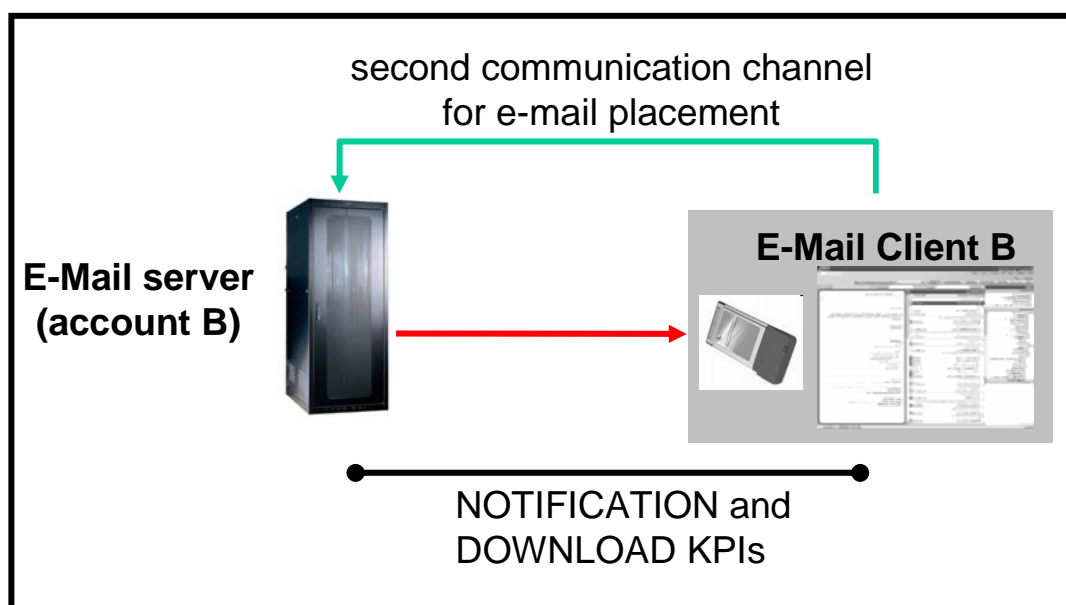 second communication channel
for e-mail placement
E-Mail Client B
E-Mail server
(account B)
NOTIFICATION and
DOWNLOAD KPIs